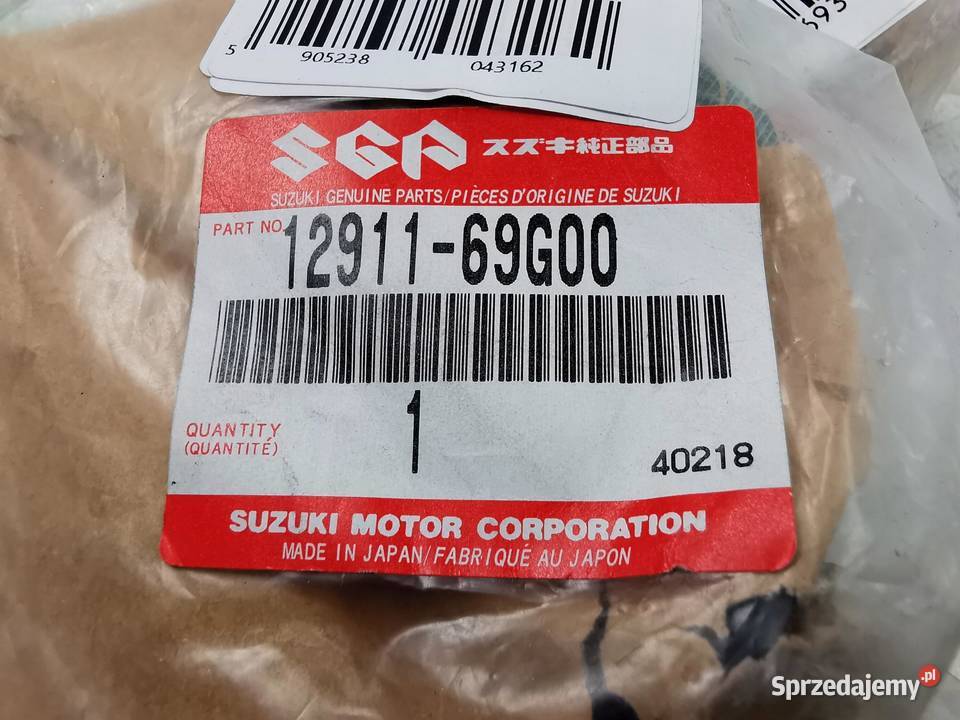 5 905238 043162
593
SGP スズキ純正部品
SUZUKI GENUINE PARTS/PIÈCES D'ORIGINE DE SUZUKI
PART NO. 12911-69G00
QUANTITY 1
(QUANTITÉ) 40218
SUZUKI MOTOR CORPORATION
MADE IN JAPAN/FABRIQUÉ AU JAPON
Sprzedajemy.pl